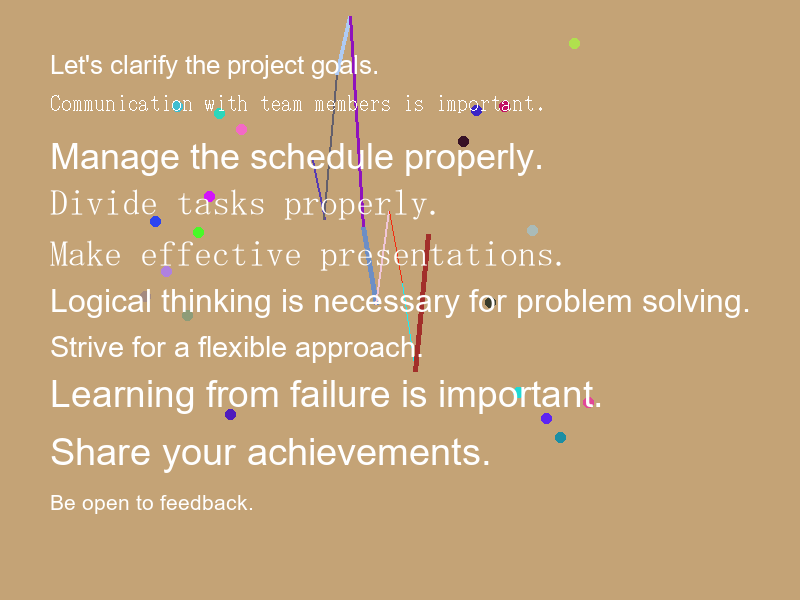 Let's clarify the project goals.
Communication with team members is important.
Manage the schedule properly.
Divide tasks properly.
Make effective presentations.
Logical thinking is necessary for problem solving.
Strive for a flexible approach.
Learning from failure is important.
Share your achievements.
Be open to feedback.